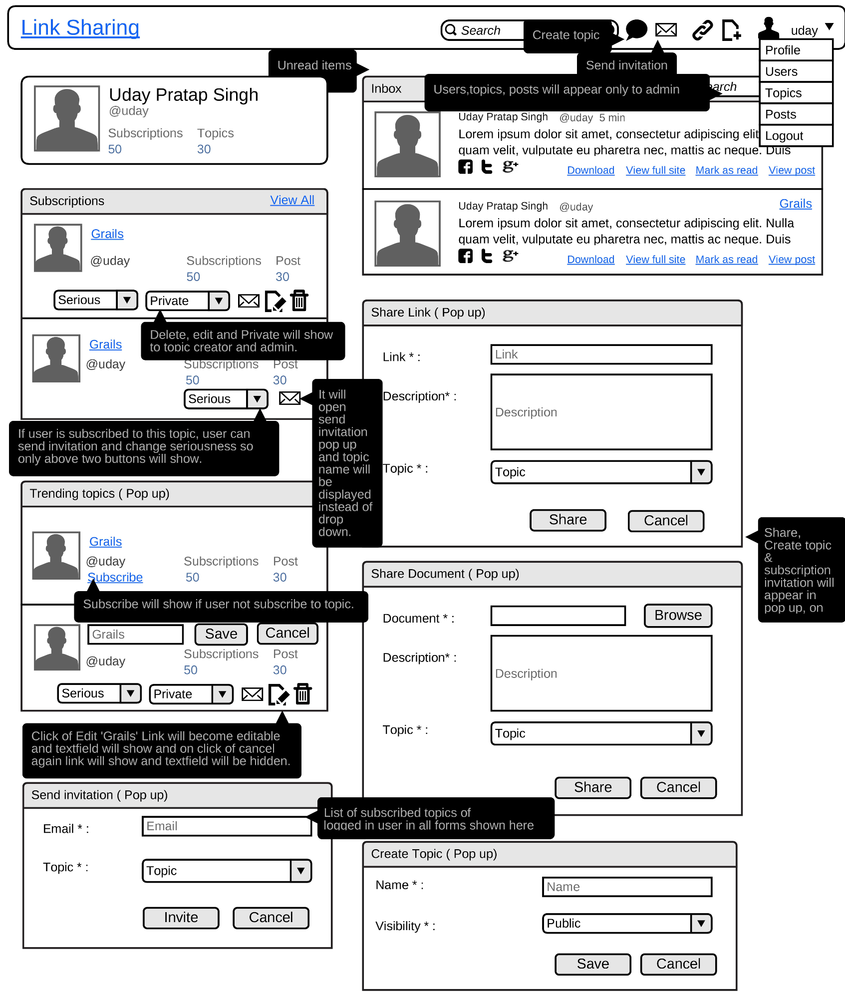 Link Sharing
Search
Create topic
uday
Profile
Users
Topics
Posts
Logout
Unread items
Send invitation
Uday Pratap Singh
@uday
Subscriptions Topics
50 30
Inbox
Users,topics, posts will appear only to admin
earch
Uday Pratap Singh @uday 5 min
Lorem ipsum dolor sit amet, consectetur adipiscing elit
quam velit, vulputate eu pharetra nec, mattis ac neque. Duis
Download View full site Mark as read View post
Uday Pratap Singh @uday Grails
Lorem ipsum dolor sit amet, consectetur adipiscing elit. Nulla
quam velit, vulputate eu pharetra nec, mattis ac neque. Duis
Download View full site Mark as read View post
Subscriptions View All
Grails
@uday Subscriptions Post
50 30
Serious Private
Delete, edit and Private will show
to topic creator and admin.
Grails
@uday Subscriptions Post
50 30
Serious
It will
open
send
invitation
pop up
and topic
name will
be
displayed
instead of
drop
down.
If user is subscribed to this topic, user can
send invitation and change seriousness so
only above two buttons will show.
Trending topics ( Pop up)
Grails
@uday Subscriptions Post
Subscribe 50 30
Subscribe will show if user not subscribe to topic.
Grails Save Cancel
@uday Subscriptions Post
50 30
Serious Private
Click of Edit 'Grails' Link will become editable
and textfield will show and on click of cancel
again link will show and textfield will be hidden.
Send invitation ( Pop up)
Email * : Email
Topic * : Topic
Invite Cancel
List of subscribed topics of
logged in user in all forms shown here
Share Link ( Pop up)
Link * : Link
Description* : Description
Topic * : Topic
Share Cancel
Share,
Create topic
&
subscription
invitation will
appear in
pop up, on
Share Document ( Pop up)
Document * : Browse
Description* : Description
Topic * : Topic
Share Cancel
Create Topic ( Pop up)
Name * : Name
Visibility * : Public
Save Cancel